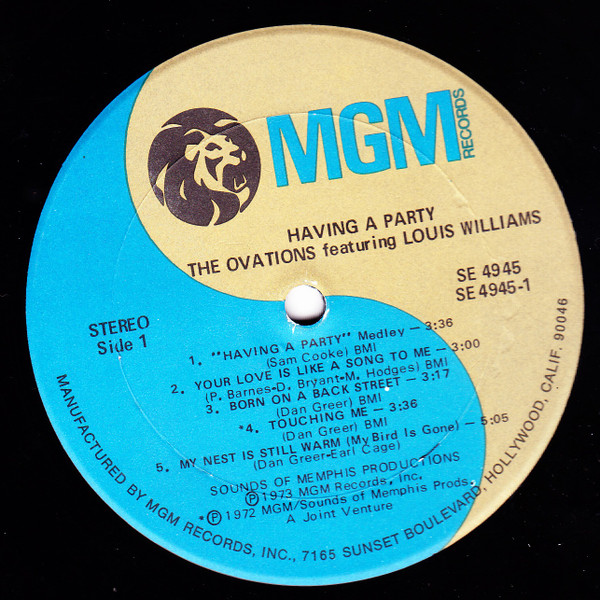 MGM
RECORDS
HAVING A PARTY
THE OVATIONS featuring LOUIS WILLIAMS
SE 4945
SE 4945-1
STEREO
Side 1
1. "HAVING A PARTY" Medley — 3:36
(Sam Cooke) BMI
2. YOUR LOVE IS LIKE A SONG TO ME — 3:00
(P. Barnes-D. Bryant-M. Hodges) BMI
3. BORN ON A BACK STREET — 3:17
(Dan Greer) BMI
*4. TOUCHING ME — 3:36
(Dan Greer) BMI
5. MY NEST IS STILL WARM (My Bird Is Gone) — 5:05
(Dan Greer-Earl Cage)
SOUNDS OF MEMPHIS PRODUCTIONS
Ⓟ1973 MGM Records, Inc.
*Ⓟ1972 MGM/Sounds of Memphis Prods.
A Joint Venture
MANUFACTURED BY MGM RECORDS, INC., 7165 SUNSET BOULEVARD, HOLLYWOOD, CALIF. 90046